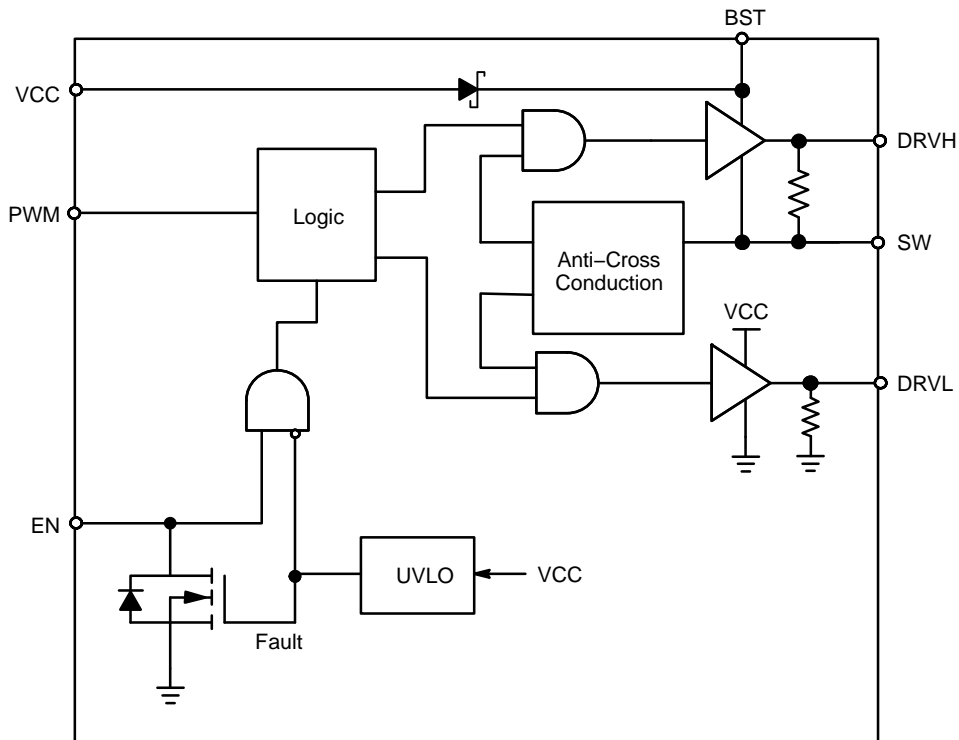 BST
VCC
DRVH
PWM
Logic
SW
Anti−Cross
Conduction
VCC
DRVL
EN
UVLO
VCC
Fault